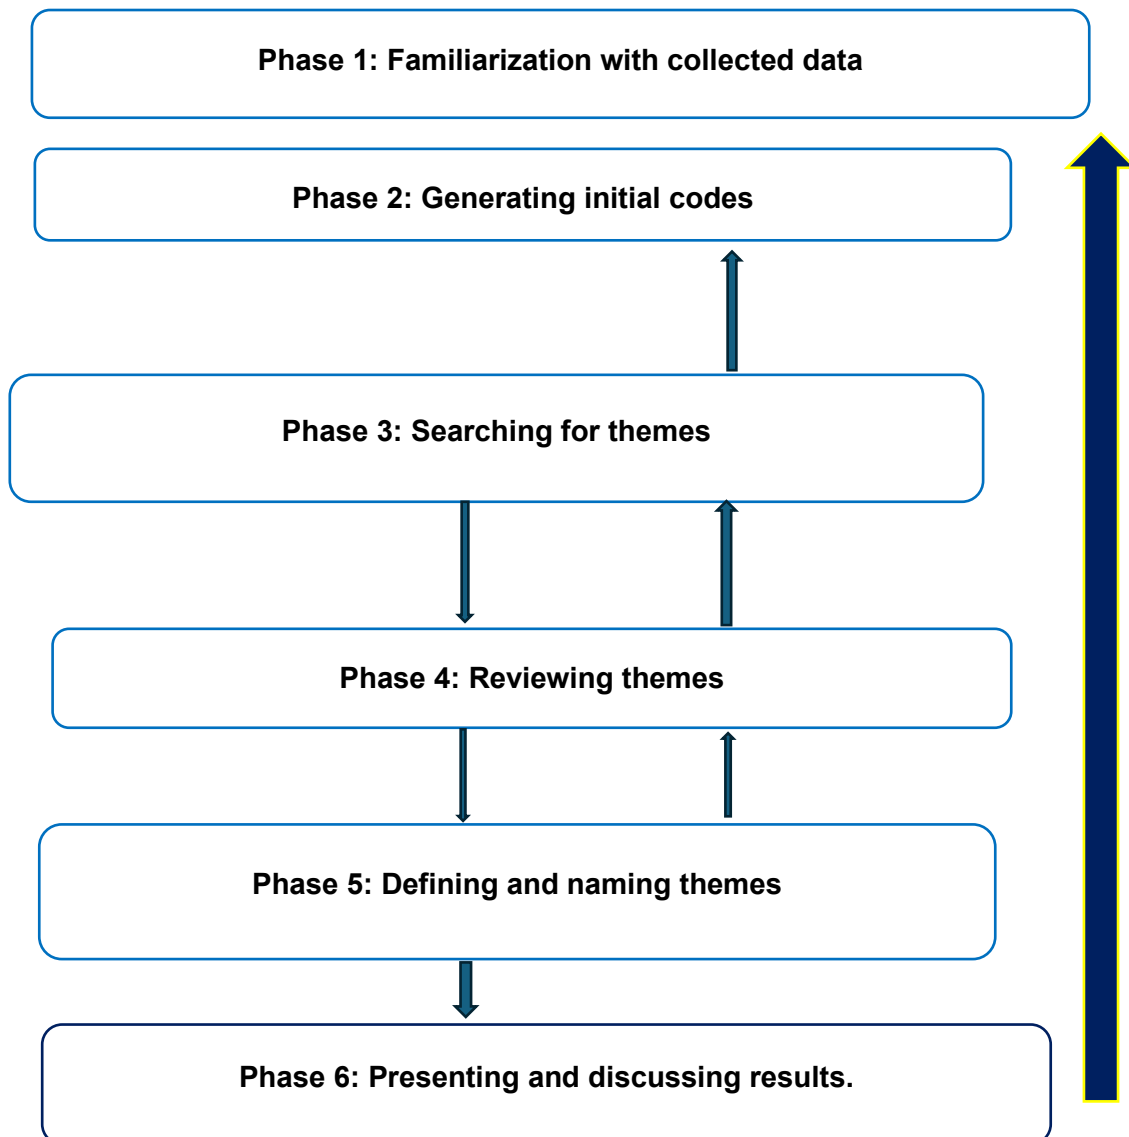 Phase 1: Familiarization with collected data
Phase 2: Generating initial codes
Phase 3: Searching for themes
Phase 4: Reviewing themes
Phase 5: Defining and naming themes
Phase 6: Presenting and discussing results.